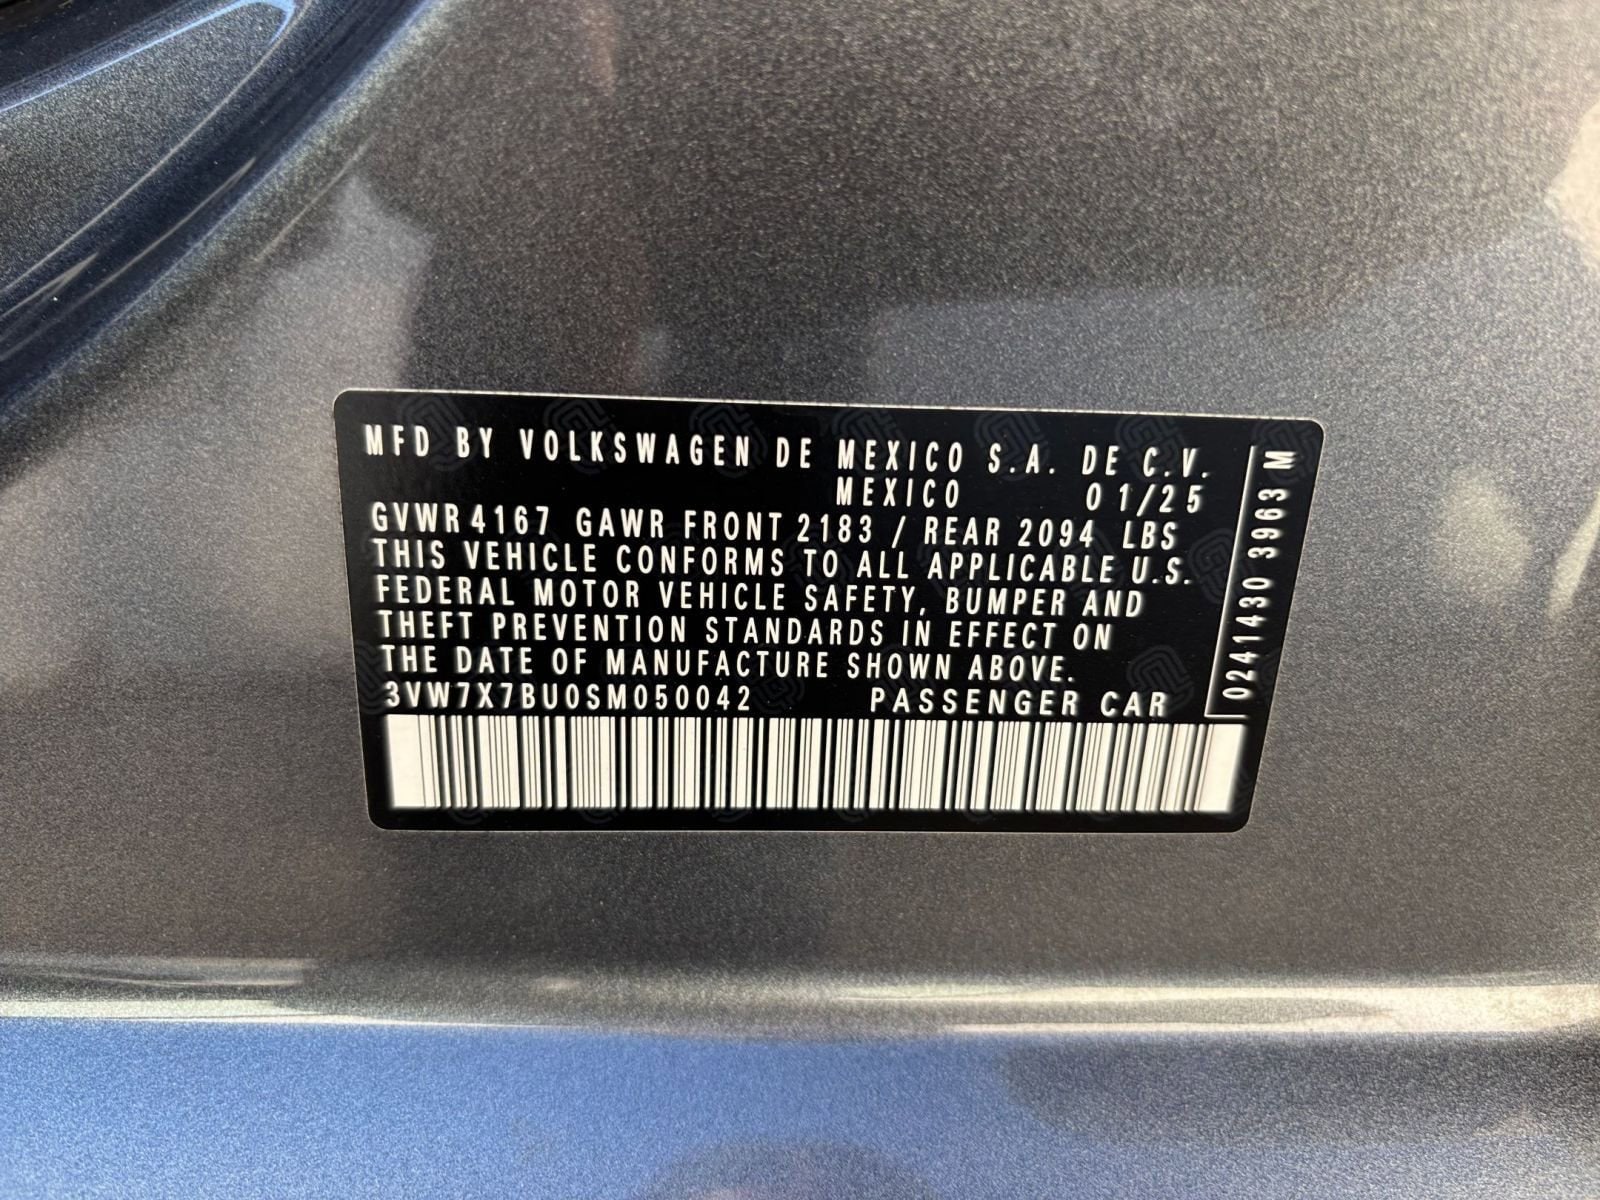 MFD BY VOLKSWAGEN DE MEXICO S.A. DE C.V.
MEXICO 01/25
GVWR 4167 GAWR FRONT 2183 / REAR 2094 LBS
THIS VEHICLE CONFORMS TO ALL APPLICABLE U.S.
FEDERAL MOTOR VEHICLE SAFETY, BUMPER AND
THEFT PREVENTION STANDARDS IN EFFECT ON
THE DATE OF MANUFACTURE SHOWN ABOVE.
3VW7X7BU0SM050042 PASSENGER CAR
0241430 3963 M